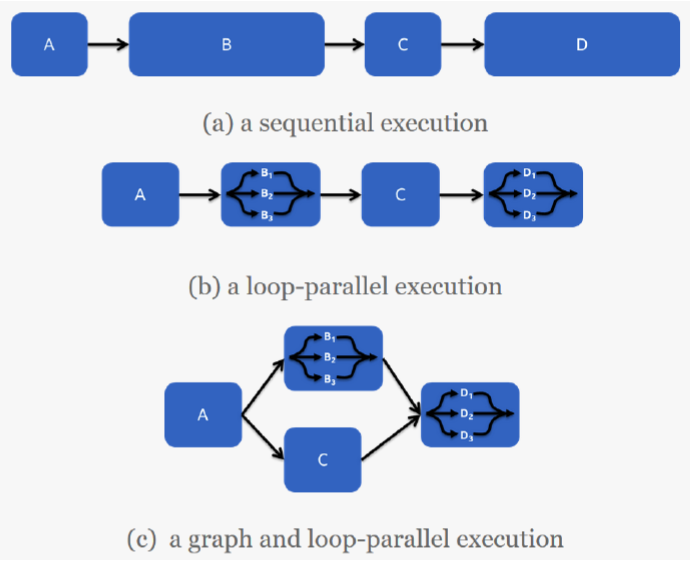 A B C D
(a) a sequential execution
A B₁ B₂ B₃ C D₁ D₂ D₃
(b) a loop-parallel execution
B₁
B₂
B₃
A
D₁
D₂
D₃
C
(c) a graph and loop-parallel execution